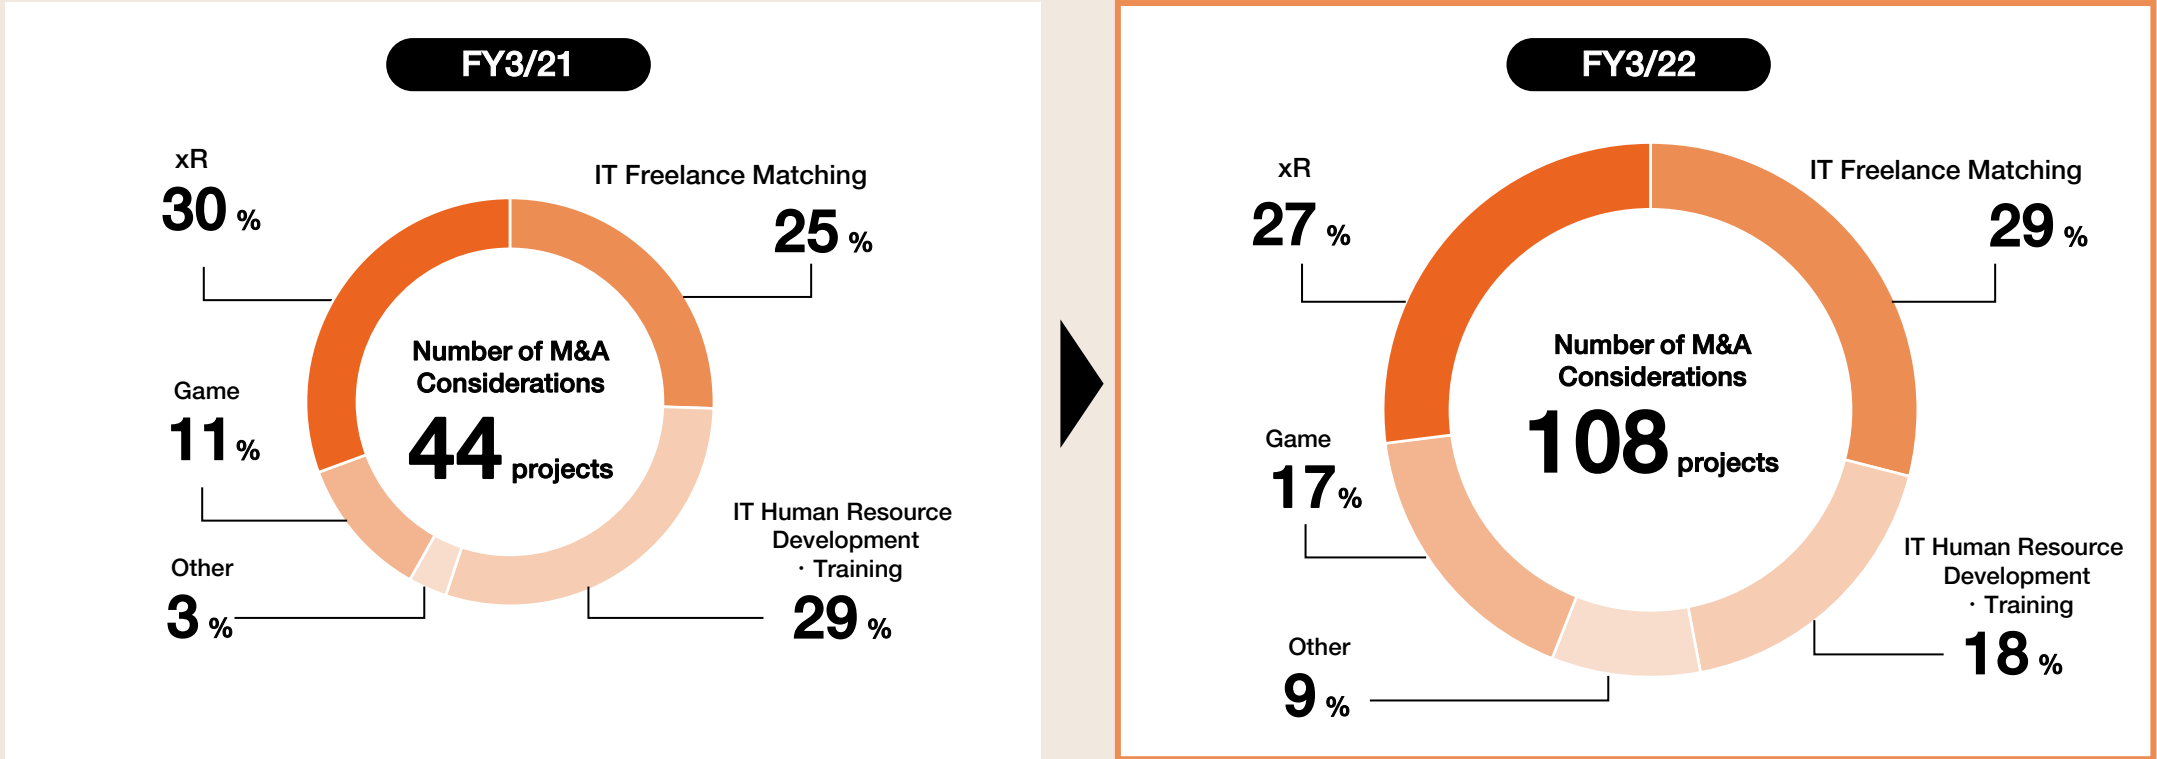 FY3/21
xR
30 %
IT Freelance Matching
25 %
Number of M&A
Considerations
44 projects
Game
11%
Other
3 %
IT Human Resource
Development
・Training
29 %
FY3/22
xR
27 %
IT Freelance Matching
29 %
Number of M&A
Considerations
108 projects
Game
17%
Other
9 %
IT Human Resource
Development
・Training
18 %